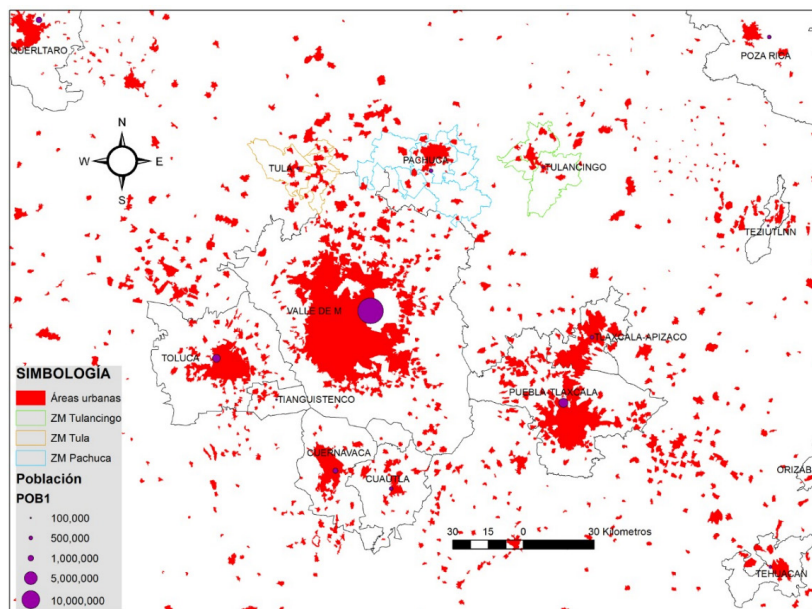 QUERLTARO
POZA RICA
N
W E
S
TULA
PACHUCA
TULANCINGO
TEZIUTLNN
VALLE DE M
TLAXCALA-APIZACO
TOLUCA
PUEBLA-TLAXCALA
TIANGUISTENCO
CUERNAVACA
CUAUTLA
ORIZAB
TEHUACAN
30 15 0 30 Kilometros
SIMBOLOGÍA
Áreas urbanas
ZM Tulancingo
ZM Tula
ZM Pachuca
Población
POB1
100,000
500,000
1,000,000
5,000,000
10,000,000